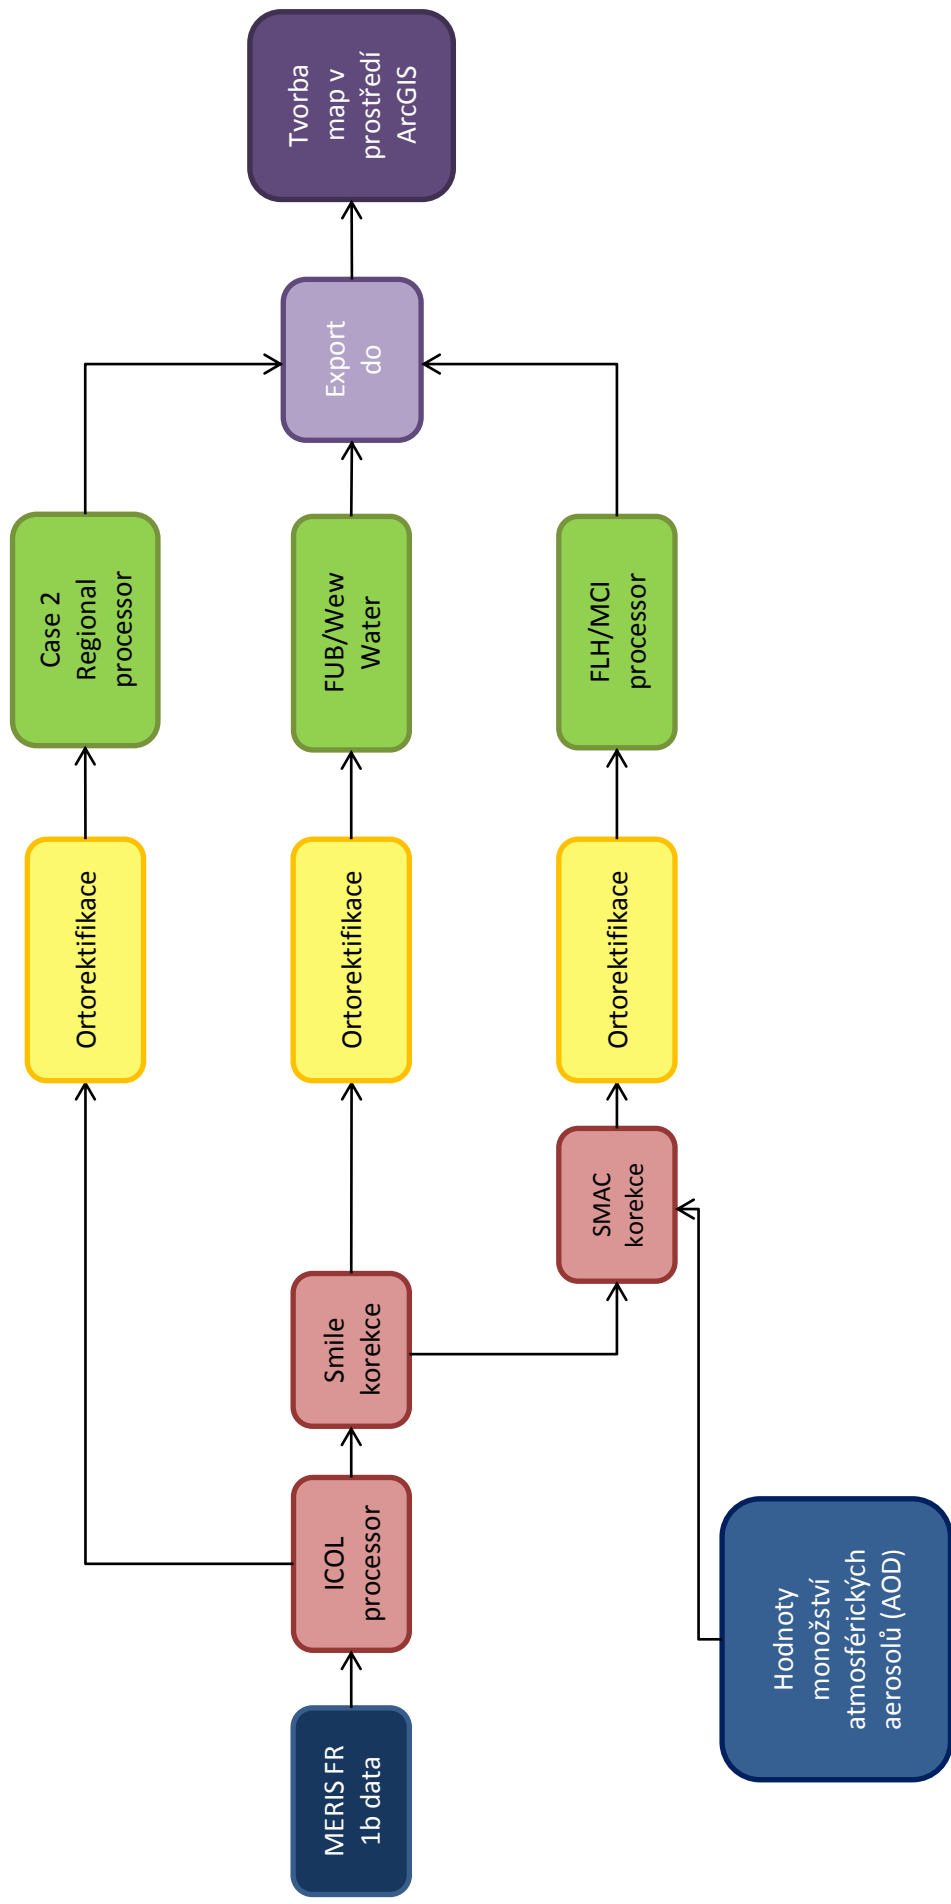 MERIS FR
1b data
ICOL
processor
Smile
korekce
SMAC
korekce
Hodnoty
monožství
atmosférických
aerosolů (AOD)
Ortorektifikace
Ortorektifikace
Ortorektifikace
Case 2
Regional
processor
FUB/Wew
Water
FLH/MCI
processor
Export
do
Tvorba
map v
prostředí
ArcGIS